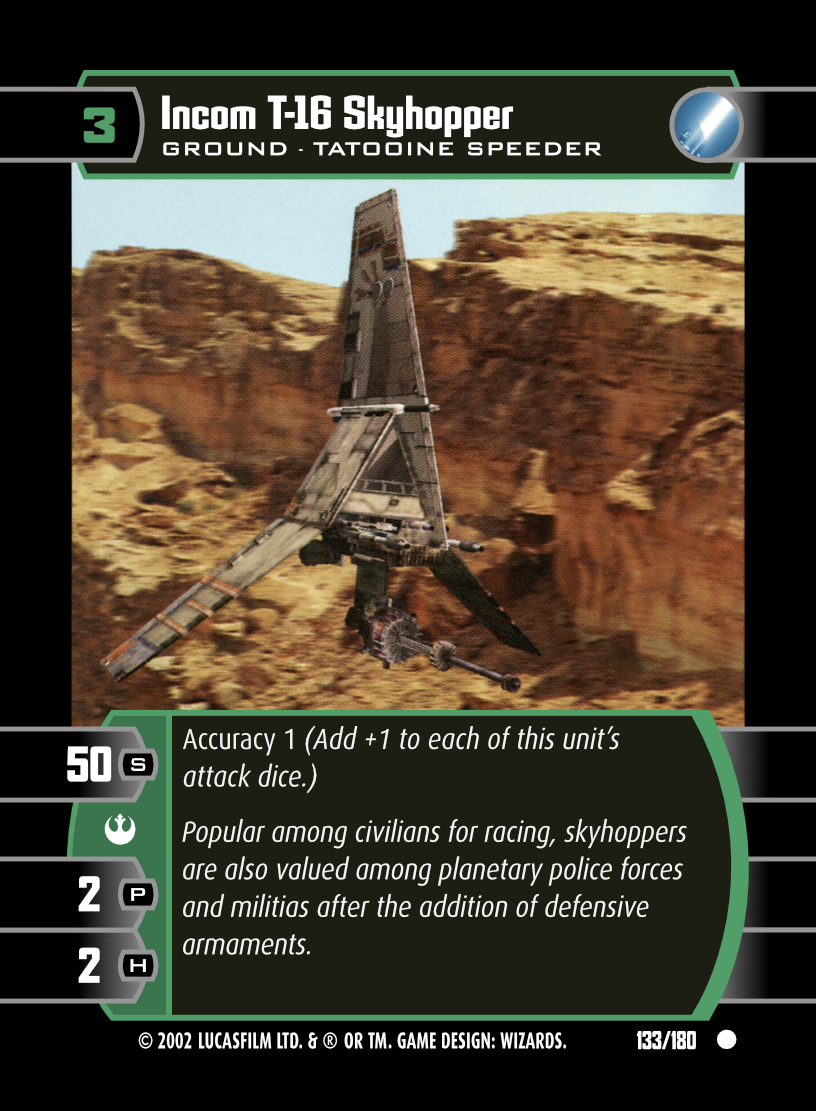 3
Incom T-16 Skyhopper
GROUND · TATOOINE SPEEDER
50 S
2 P
2 H
Accuracy 1 (Add +1 to each of this unit's
attack dice.)
Popular among civilians for racing, skyhoppers
are also valued among planetary police forces
and militias after the addition of defensive
armaments.
© 2002 LUCASFILM LTD. & ® OR TM. GAME DESIGN: WIZARDS.
133/180